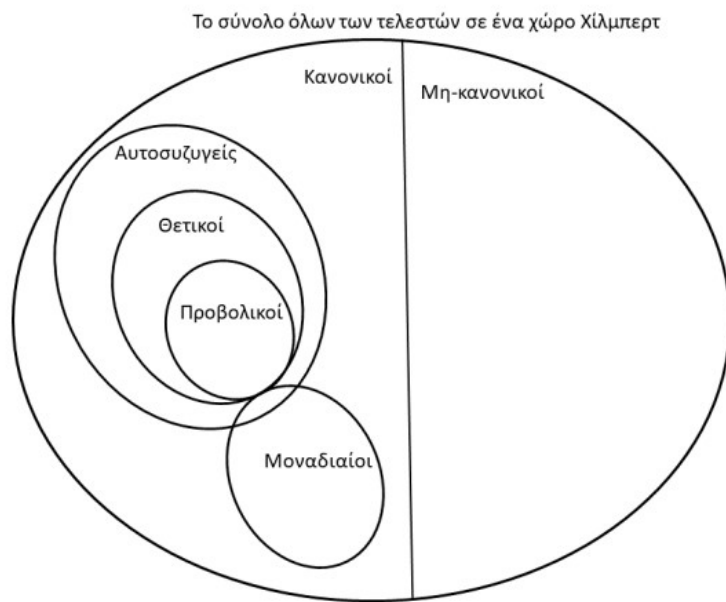 Το σύνολο όλων των τελεστών σε ένα χώρο Χίλμπερτ
Κανονικοί
Μη-κανονικοί
Αυτοσυζυγείς
Θετικοί
Προβολικοί
Μοναδιαίοι